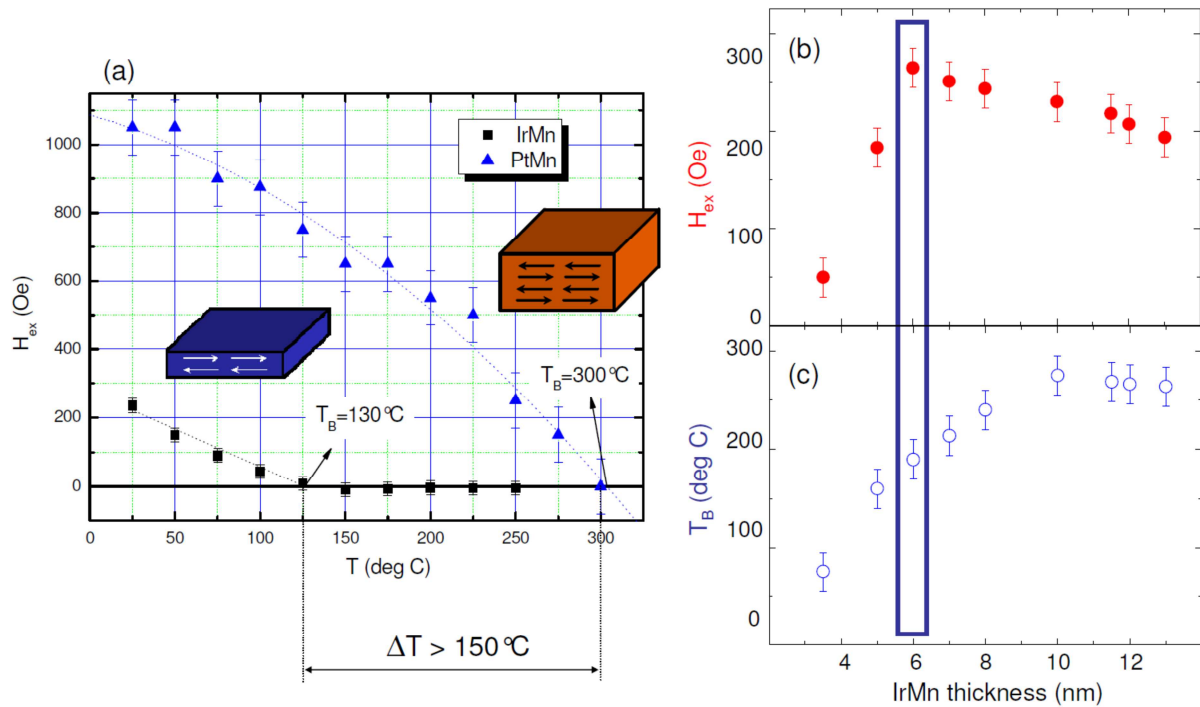 (a)
1000
800
600
400
200
0
H_ex (Oe)
IrMn
PtMn
T_B=130 °C
T_B=300 °C
0 50 100 150 200 250 300
T (deg C)
ΔT > 150 °C
(b)
300
200
100
0
H_ex (Oe)
(c)
300
200
100
0
T_B (deg C)
4 6 8 10 12
IrMn thickness (nm)